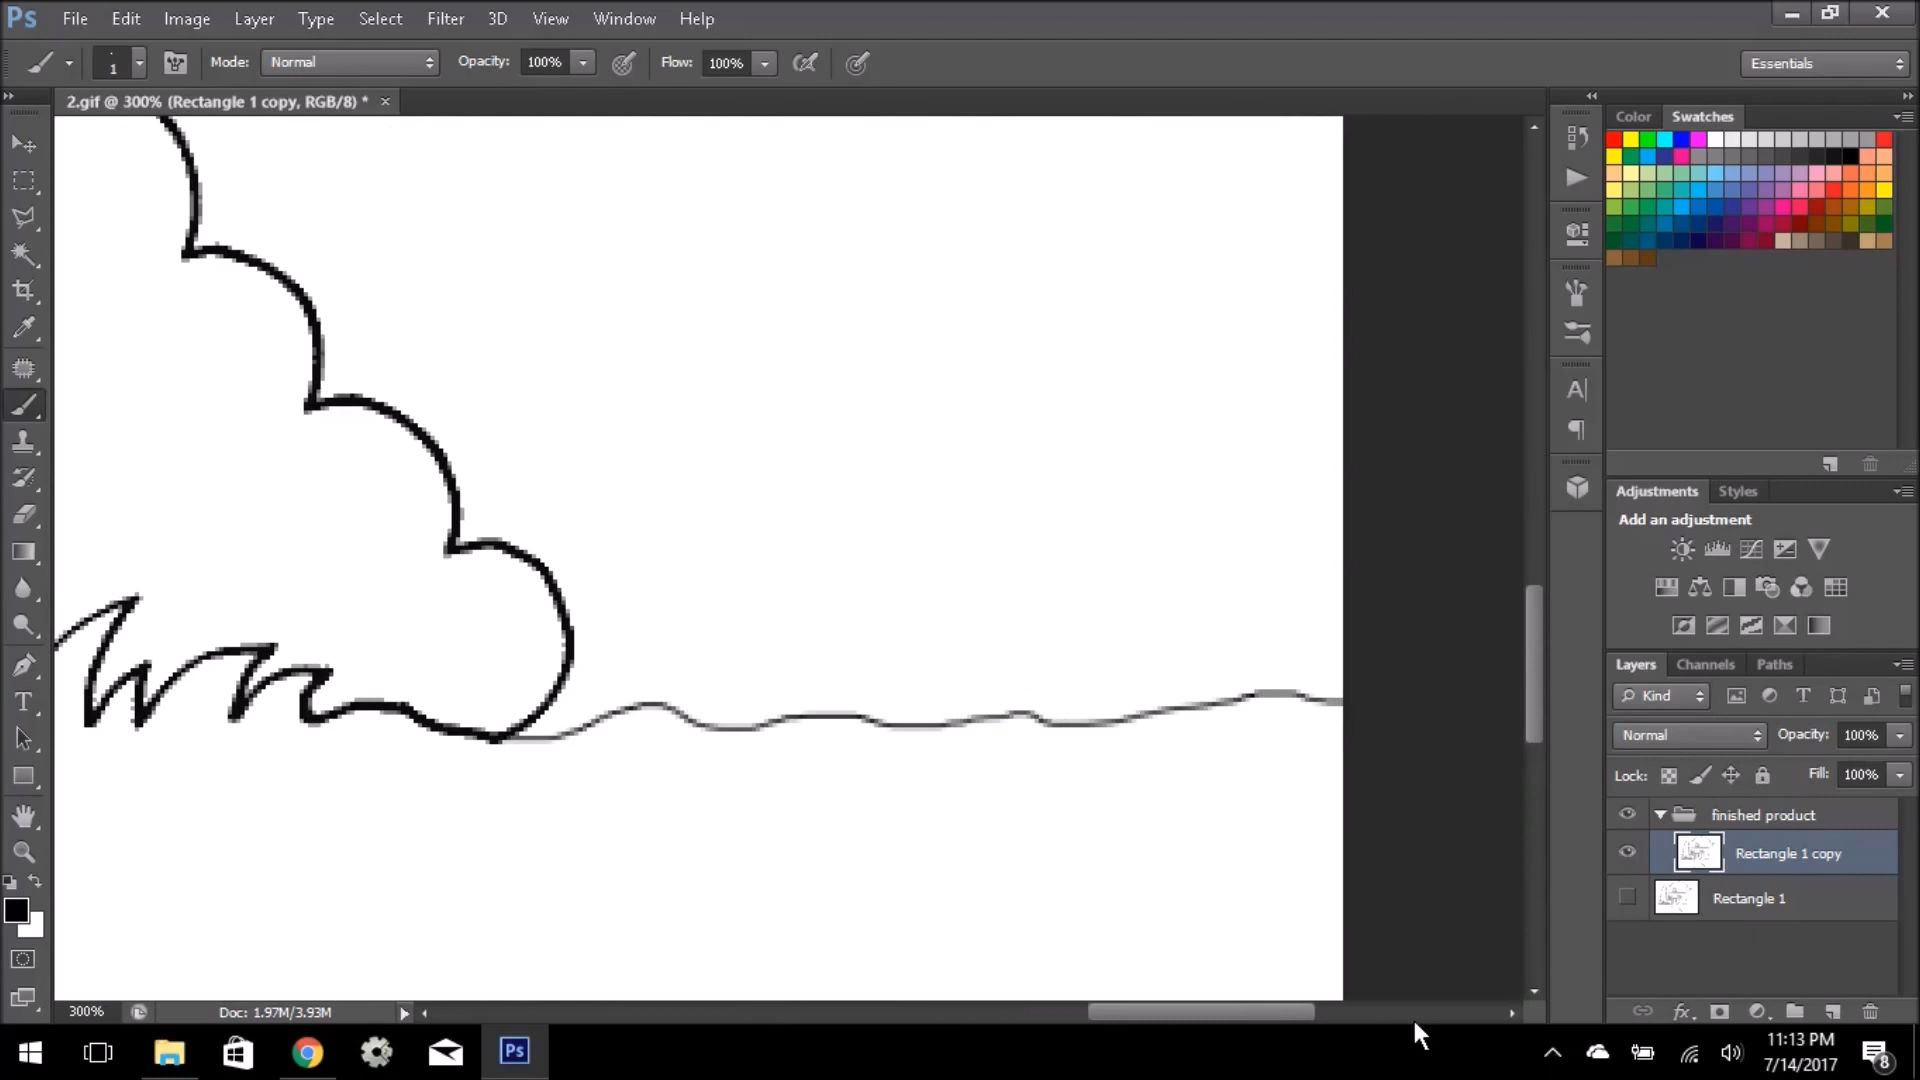 Ps File Edit Image Layer Type Select Filter 3D View Window Help
1 Mode: Normal Opacity: 100% Flow: 100% Essentials
2.gif @ 300% (Rectangle 1 copy, RGB/8) * ×
Color Swatches
Adjustments Styles
Add an adjustment
Layers Channels Paths
Kind
Normal Opacity: 100%
Lock: Fill: 100%
finished product
Rectangle 1 copy
Rectangle 1
300% Doc: 1.97M/3.93M
Ps
11:13 PM
7/14/2017
8